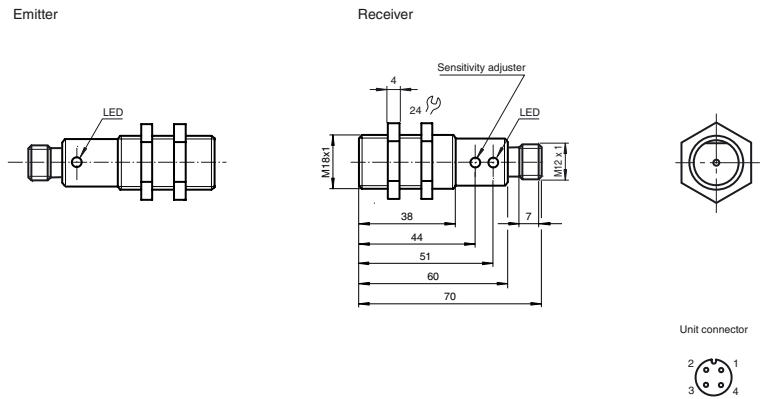 Emitter
Receiver
LED
4
24
Sensitivity adjuster
LED
M18x1
M12 x 1
38
7
44
51
60
70
Unit connector
2
1
3
4